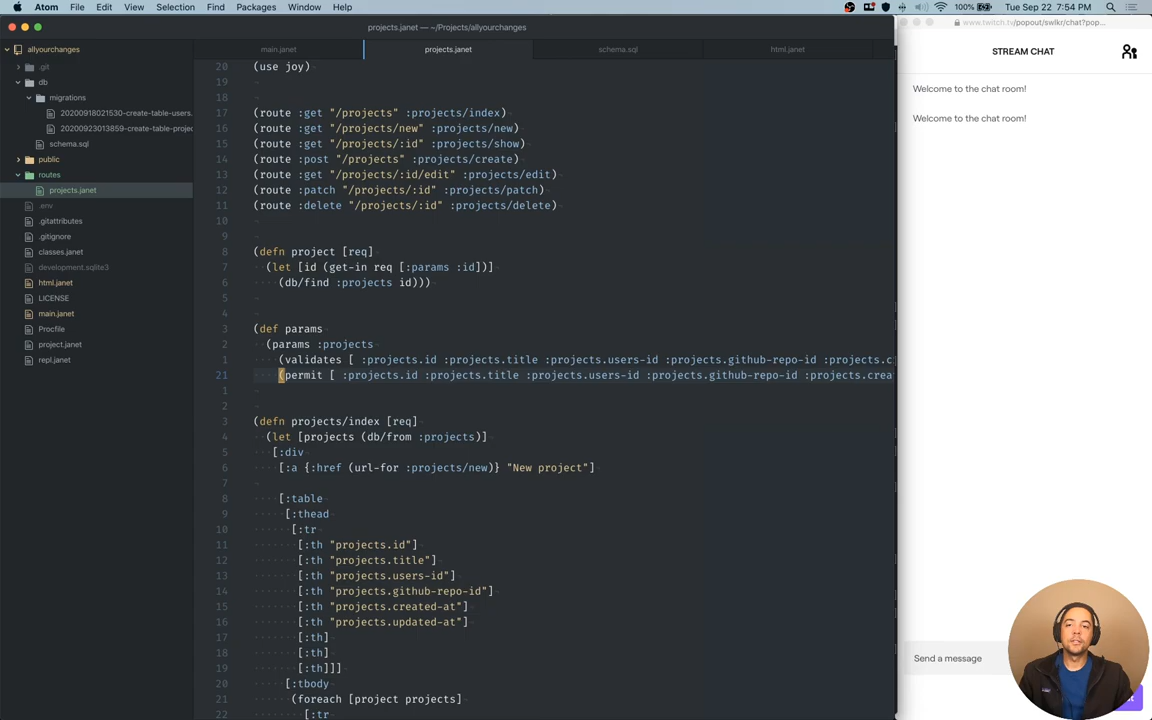 Atom File Edit View Selection Find Packages Window Help 100% Tue Sep 22 7:54 PM
projects.janet — ~/Projects/allyourchanges
www.twitch.tv/popout/swlkr/chat?pop...
allyourchanges
main.janet projects.janet schema.sql html.janet
STREAM CHAT
.git
db
migrations
20200918021530-create-table-users.
20200923013859-create-table-projec
schema.sql
public
routes
projects.janet
.env
.gitattributes
.gitignore
classes.janet
development.sqlite3
html.janet
LICENSE
main.janet
Procfile
project.janet
repl.janet
20 (use joy)
19
18
17 (route :get "/projects" :projects/index)
16 (route :get "/projects/new" :projects/new)
15 (route :get "/projects/:id" :projects/show)
14 (route :post "/projects" :projects/create)
13 (route :get "/projects/:id/edit" :projects/edit)
12 (route :patch "/projects/:id" :projects/patch)
11 (route :delete "/projects/:id" :projects/delete)
10
9
8 (defn project [req]
7 (let [id (get-in req [:params :id])]
6 (db/find :projects id)))
5
4
3 (def params
2 (params :projects
1 (validates [ :projects.id :projects.title :projects.users-id :projects.github-repo-id :projects.c
21 (permit [ :projects.id :projects.title :projects.users-id :projects.github-repo-id :projects.crea
1
2
3 (defn projects/index [req]
4 (let [projects (db/from :projects)]
5 [:div
6 [:a {:href (url-for :projects/new)} "New project"]
7
8 [:table
9 [:thead
10 [:tr
11 [:th "projects.id"]
12 [:th "projects.title"]
13 [:th "projects.users-id"]
14 [:th "projects.github-repo-id"]
15 [:th "projects.created-at"]
16 [:th "projects.updated-at"]
17 [:th]
18 [:th]
19 [:th]]]
20 [:tbody
21 (foreach [project projects]
22 [:tr
Welcome to the chat room!
Welcome to the chat room!
Send a message